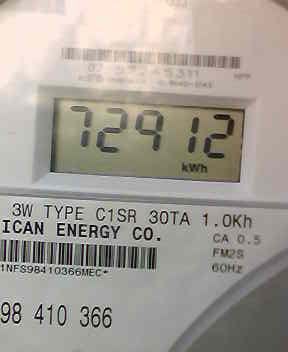 72912
kWh
3W TYPE C1SR 30TA 1.0Kh
ICAN ENERGY CO.
CA 0.5
FM2S
60Hz
1NFS98410366MEC*
98 410 366